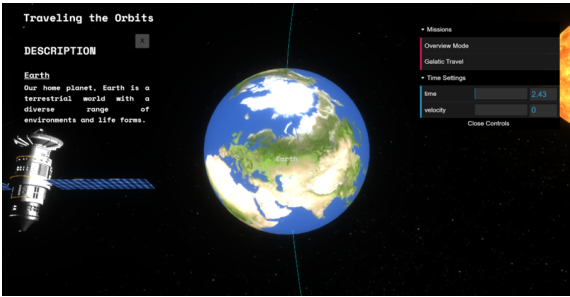 Traveling the Orbits
X
DESCRIPTION
Earth
Our home planet, Earth is a
terrestrial world with a
diverse range of
environments and life forms.
Earth
Missions
Overview Mode
Galatic Travel
Time Settings
time 2.43
velocity 0
Close Controls